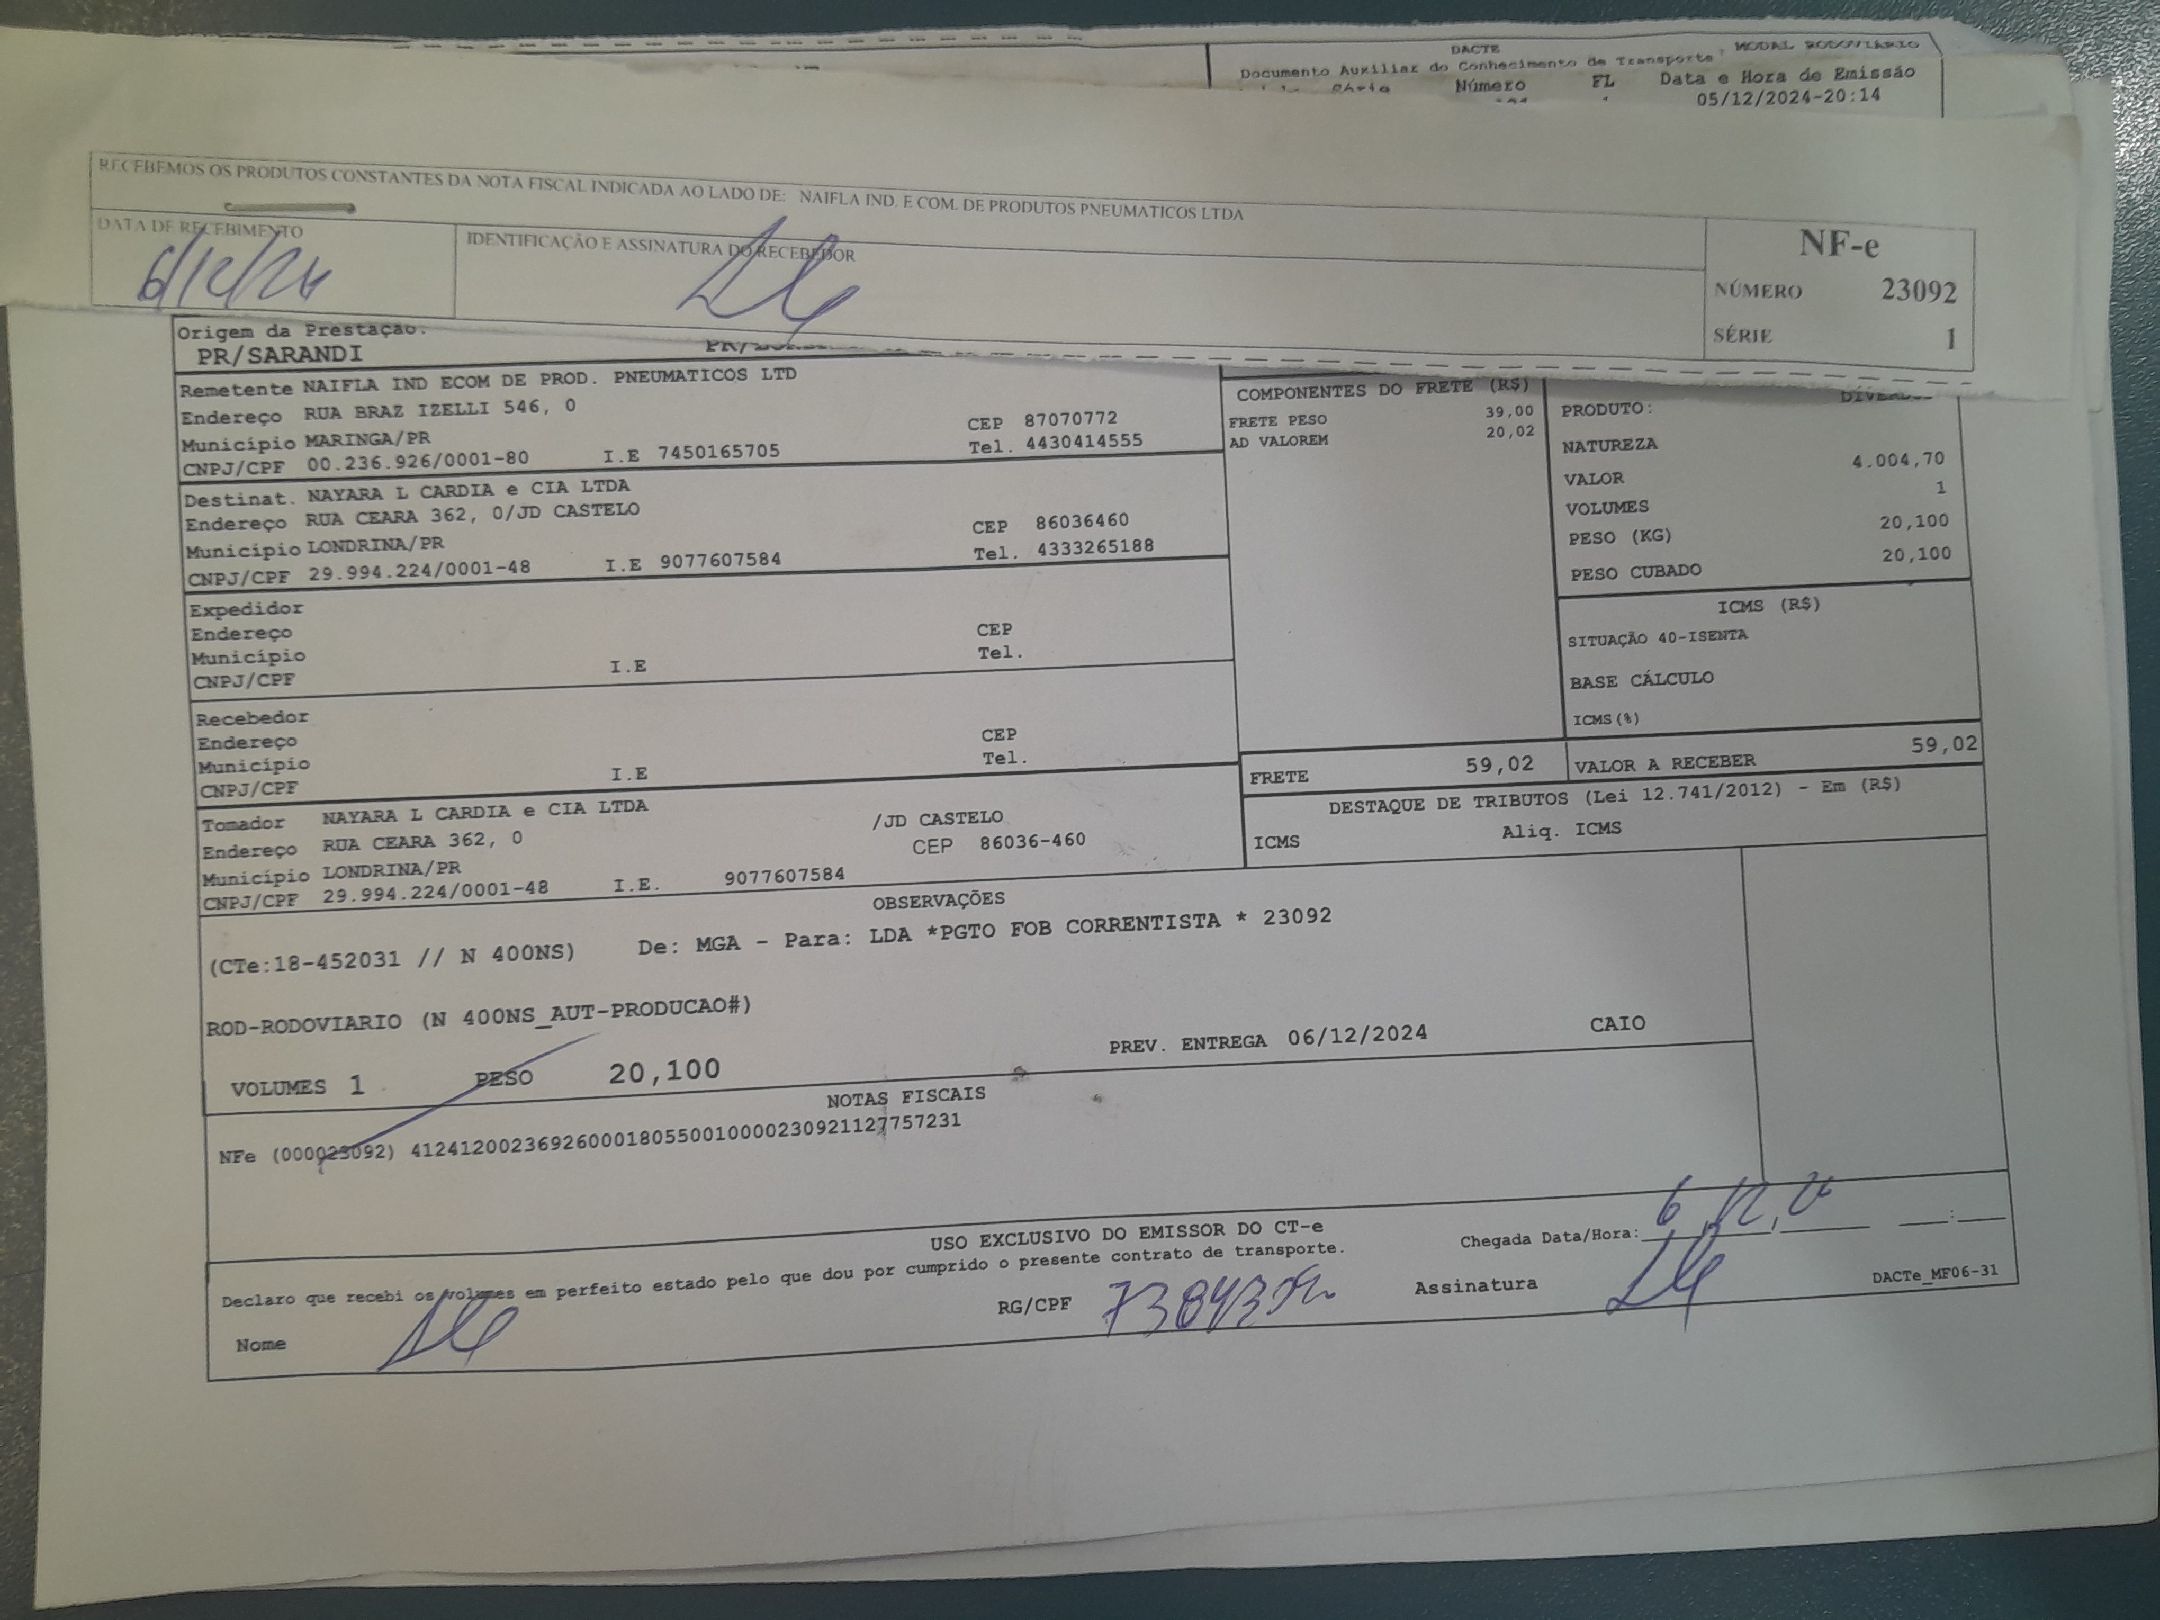 DACTE MODAL RODOVIÁRIO
Documento Auxiliar do Conhecimento de Transporte
Número FL Data e Hora de Emissão
05/12/2024-20:14
RECEBEMOS OS PRODUTOS CONSTANTES DA NOTA FISCAL INDICADA AO LADO DE: NAIFLA IND. E COM. DE PRODUTOS PNEUMATICOS LTDA
DATA DE RECEBIMENTO
6/12/24
IDENTIFICAÇÃO E ASSINATURA DO RECEBEDOR
NF-e
NÚMERO 23092
SÉRIE 1
Origem da Prestação.
PR/SARANDI
Remetente NAIFLA IND ECOM DE PROD. PNEUMATICOS LTD
Endereço RUA BRAZ IZELLI 546, 0 CEP 87070772
Município MARINGA/PR Tel. 4430414555
CNPJ/CPF 00.236.926/0001-80 I.E 7450165705
Destinat. NAYARA L CARDIA e CIA LTDA
Endereço RUA CEARA 362, 0/JD CASTELO CEP 86036460
Município LONDRINA/PR Tel. 4333265188
CNPJ/CPF 29.994.224/0001-48 I.E 9077607584
Expedidor
Endereço CEP
Município Tel.
CNPJ/CPF I.E
Recebedor
Endereço CEP
Município Tel.
CNPJ/CPF I.E
Tomador NAYARA L CARDIA e CIA LTDA
Endereço RUA CEARA 362, 0 /JD CASTELO
Município LONDRINA/PR CEP 86036-460
CNPJ/CPF 29.994.224/0001-48 I.E. 9077607584
COMPONENTES DO FRETE (R$)
FRETE PESO 39,00
AD VALOREM 20,02
PRODUTO:
NATUREZA
VALOR 4.004,70
VOLUMES 1
PESO (KG) 20,100
PESO CUBADO 20,100
ICMS (R$)
SITUAÇÃO 40-ISENTA
BASE CÁLCULO
ICMS(%)
FRETE 59,02 VALOR A RECEBER 59,02
DESTAQUE DE TRIBUTOS (Lei 12.741/2012) - Em (R$)
ICMS Aliq. ICMS
OBSERVAÇÕES
(CTe:18-452031 // N 400NS) De: MGA - Para: LDA *PGTO FOB CORRENTISTA * 23092
ROD-RODOVIARIO (N 400NS_AUT-PRODUCAO#)
VOLUMES 1 PESO 20,100 PREV. ENTREGA 06/12/2024 CAIO
NOTAS FISCAIS
NFe (000023092) 41241200236926000180550010000230921127757231
USO EXCLUSIVO DO EMISSOR DO CT-e
Declaro que recebi os volumes em perfeito estado pelo que dou por cumprido o presente contrato de transporte.
Chegada Data/Hora: 6, 12,
Nome RG/CPF Assinatura
DACTe_MF06-31